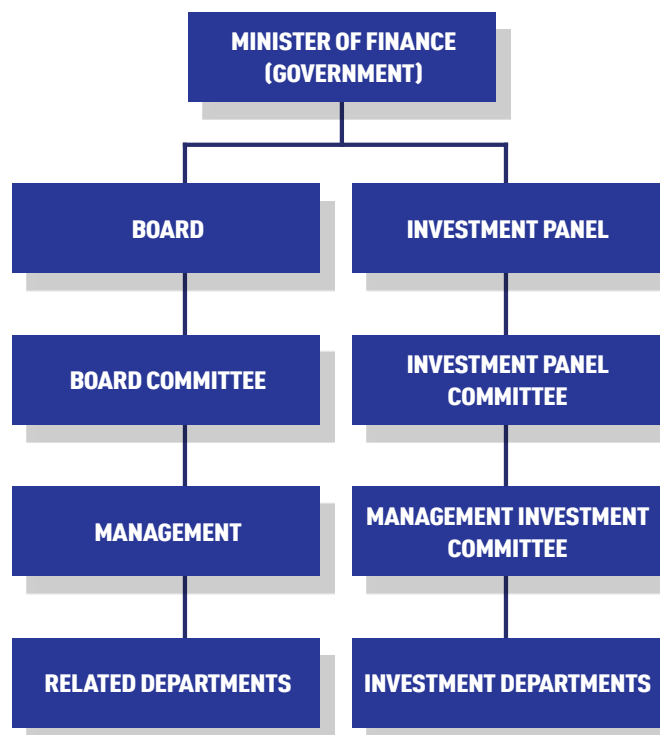 MINISTER OF FINANCE
(GOVERNMENT)
BOARD
INVESTMENT PANEL
BOARD COMMITTEE
INVESTMENT PANEL
COMMITTEE
MANAGEMENT
MANAGEMENT INVESTMENT
COMMITTEE
RELATED DEPARTMENTS
INVESTMENT DEPARTMENTS